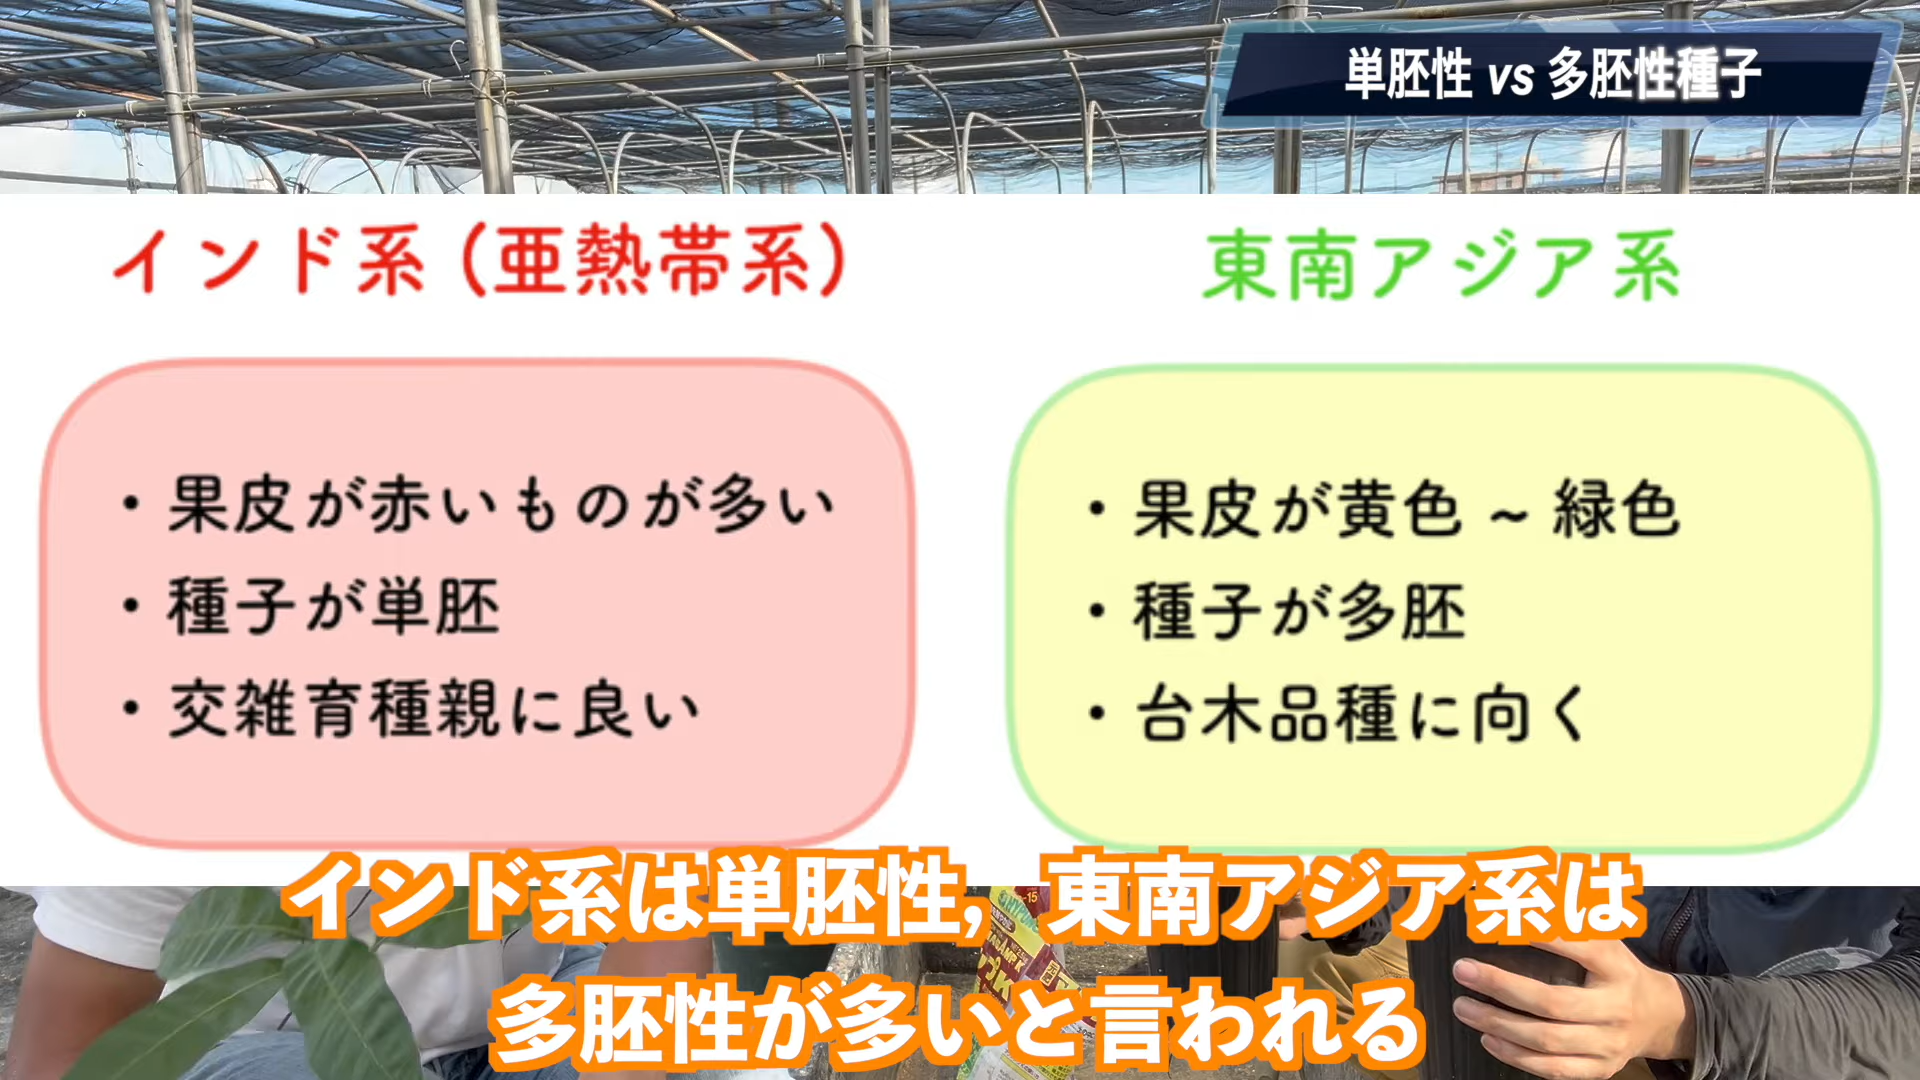 単胚性 vs 多胚性種子
インド系 (亜熱帯系)
・果皮が赤いものが多い
・種子が単胚
・交雑育種親に良い
東南アジア系
・果皮が黄色 ~ 緑色
・種子が多胚
・台木品種に向く
インド系は単胚性, 東南アジア系は
多胚性が多いと言われる